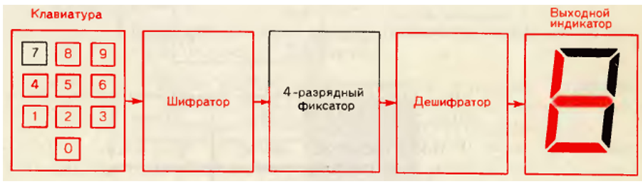 Клавиатура
7 8 9
4 5 6
1 2 3
0
Шифратор
4-разрядный
фиксатор
Дешифратор
Выходной
индикатор